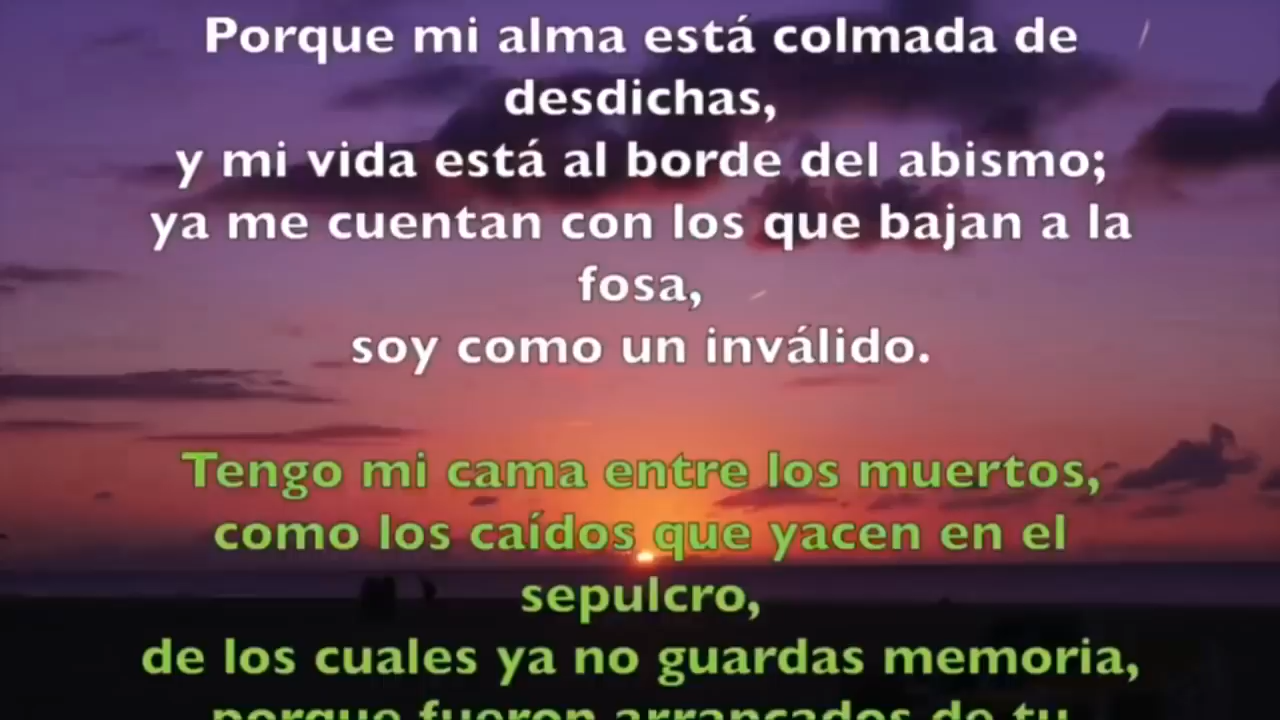 Porque mi alma está colmada de
desdichas,
y mi vida está al borde del abismo;
ya me cuentan con los que bajan a la
fosa,
soy como un inválido.
Tengo mi cama entre los muertos,
como los caídos que yacen en el
sepulcro,
de los cuales ya no guardas memoria,
porque fueron arrancados de tu